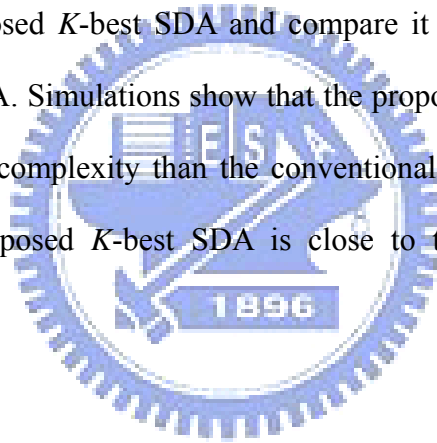 osed K-best SDA and compare it
A. Simulations show that the propo
complexity than the conventional
posed K-best SDA is close to t
E S A
1896